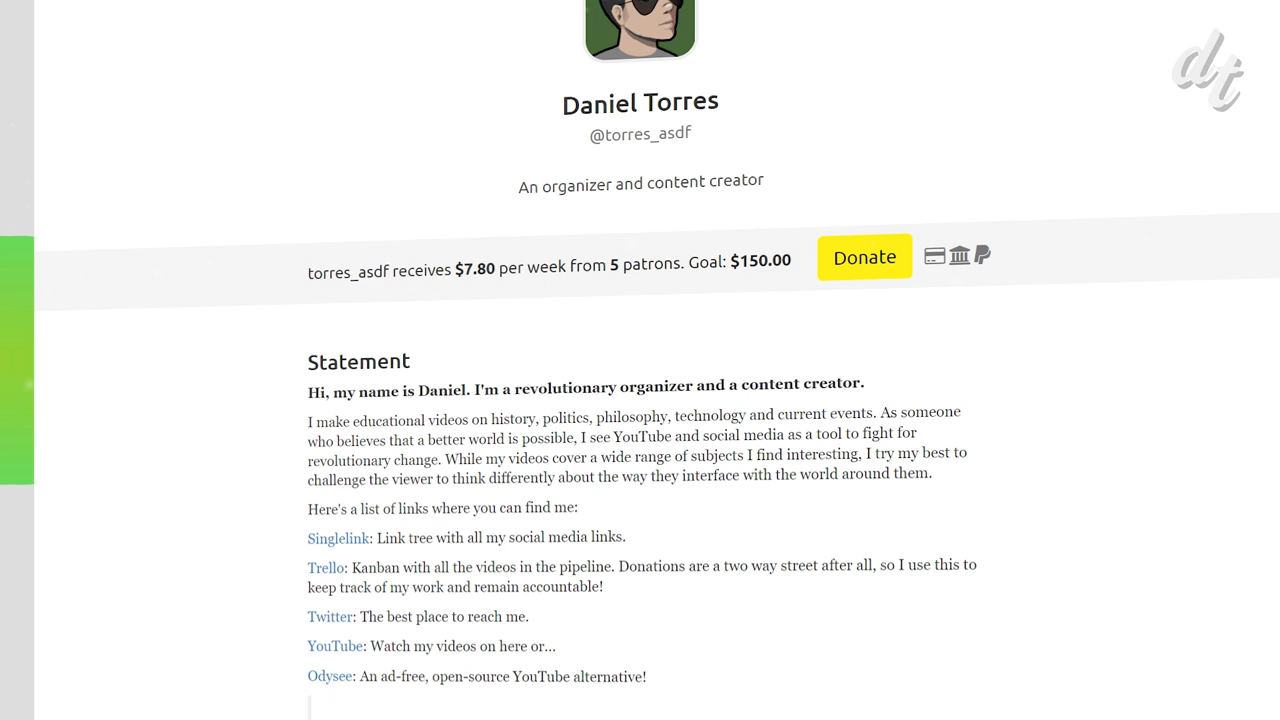 dt
Daniel Torres
@torres_asdf
An organizer and content creator
torres_asdf receives $7.80 per week from 5 patrons. Goal: $150.00
Donate
Statement
Hi, my name is Daniel. I'm a revolutionary organizer and a content creator.
I make educational videos on history, politics, philosophy, technology and current events. As someone
who believes that a better world is possible, I see YouTube and social media as a tool to fight for
revolutionary change. While my videos cover a wide range of subjects I find interesting, I try my best to
challenge the viewer to think differently about the way they interface with the world around them.
Here's a list of links where you can find me:
Singlelink: Link tree with all my social media links.
Trello: Kanban with all the videos in the pipeline. Donations are a two way street after all, so I use this to
keep track of my work and remain accountable!
Twitter: The best place to reach me.
YouTube: Watch my videos on here or...
Odysee: An ad-free, open-source YouTube alternative!